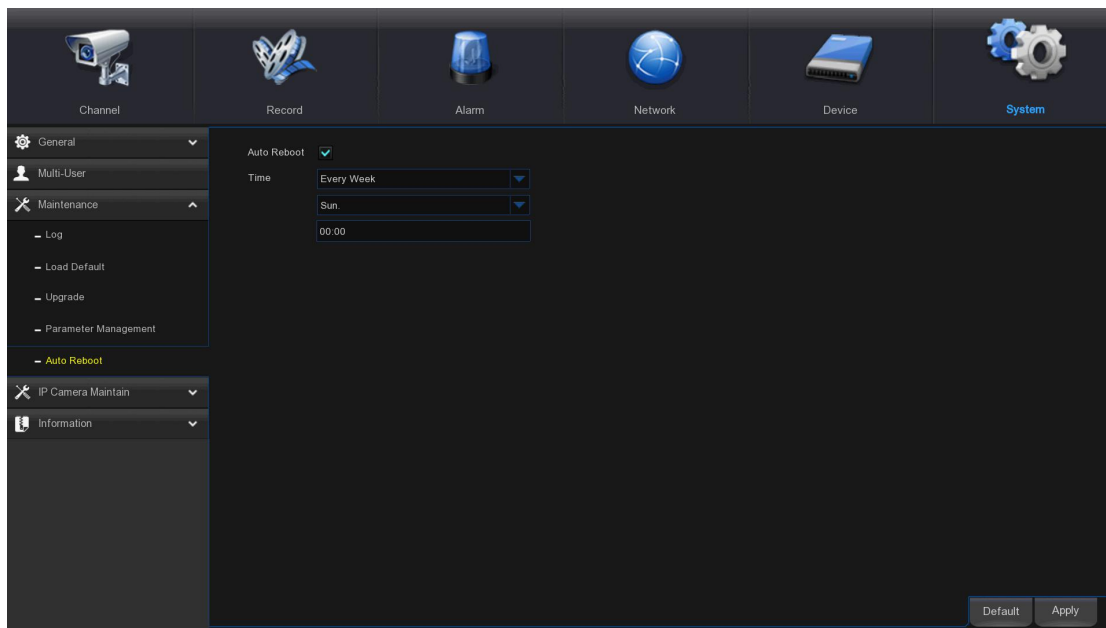 Channel
Record
Alarm
Network
Device
System
General
Multi-User
Maintenance
Log
Load Default
Upgrade
Parameter Management
Auto Reboot
IP Camera Maintain
Information
Auto Reboot
Time
Every Week
Sun.
00:00
Default
Apply